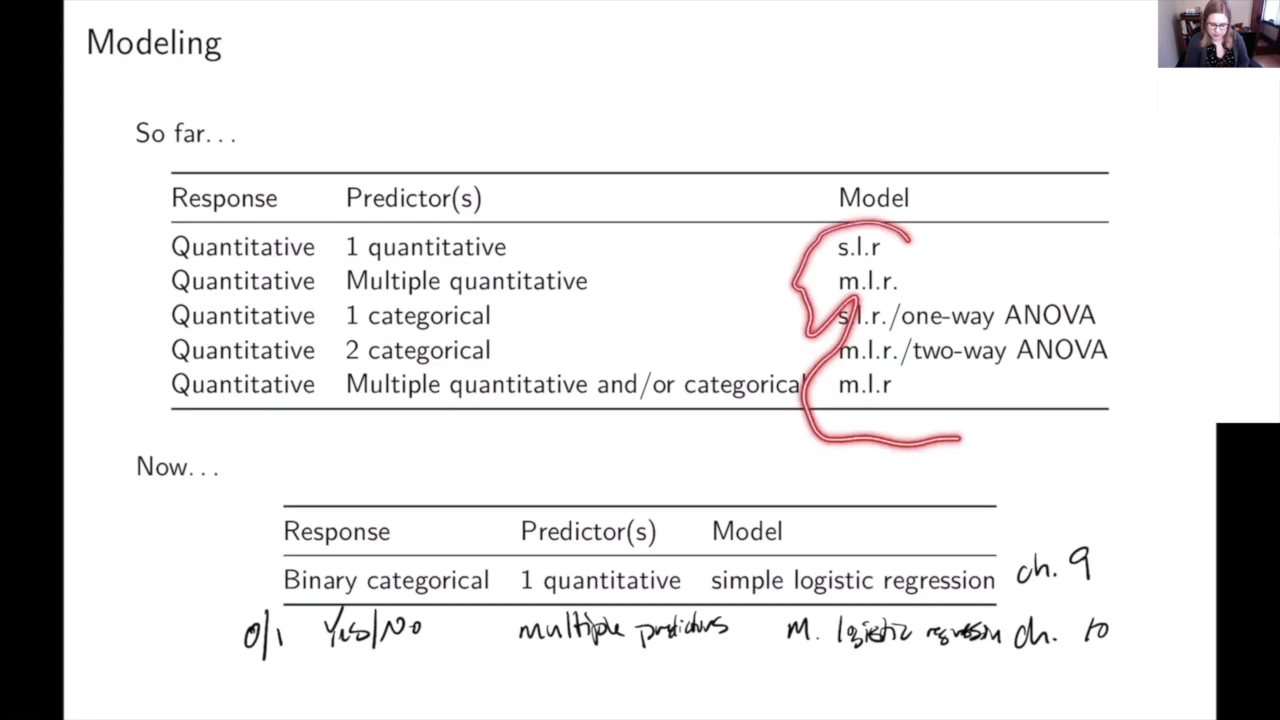 Modeling
So far. . .
Response Predictor(s) Model
Quantitative 1 quantitative s.l.r
Quantitative Multiple quantitative m.l.r.
Quantitative 1 categorical s.l.r./one-way ANOVA
Quantitative 2 categorical m.l.r./two-way ANOVA
Quantitative Multiple quantitative and/or categorical m.l.r
Now. . .
Response Predictor(s) Model
Binary categorical 1 quantitative simple logistic regression ch. 9
0/1 Yes/No multiple predictors M. logistic regression ch. 10